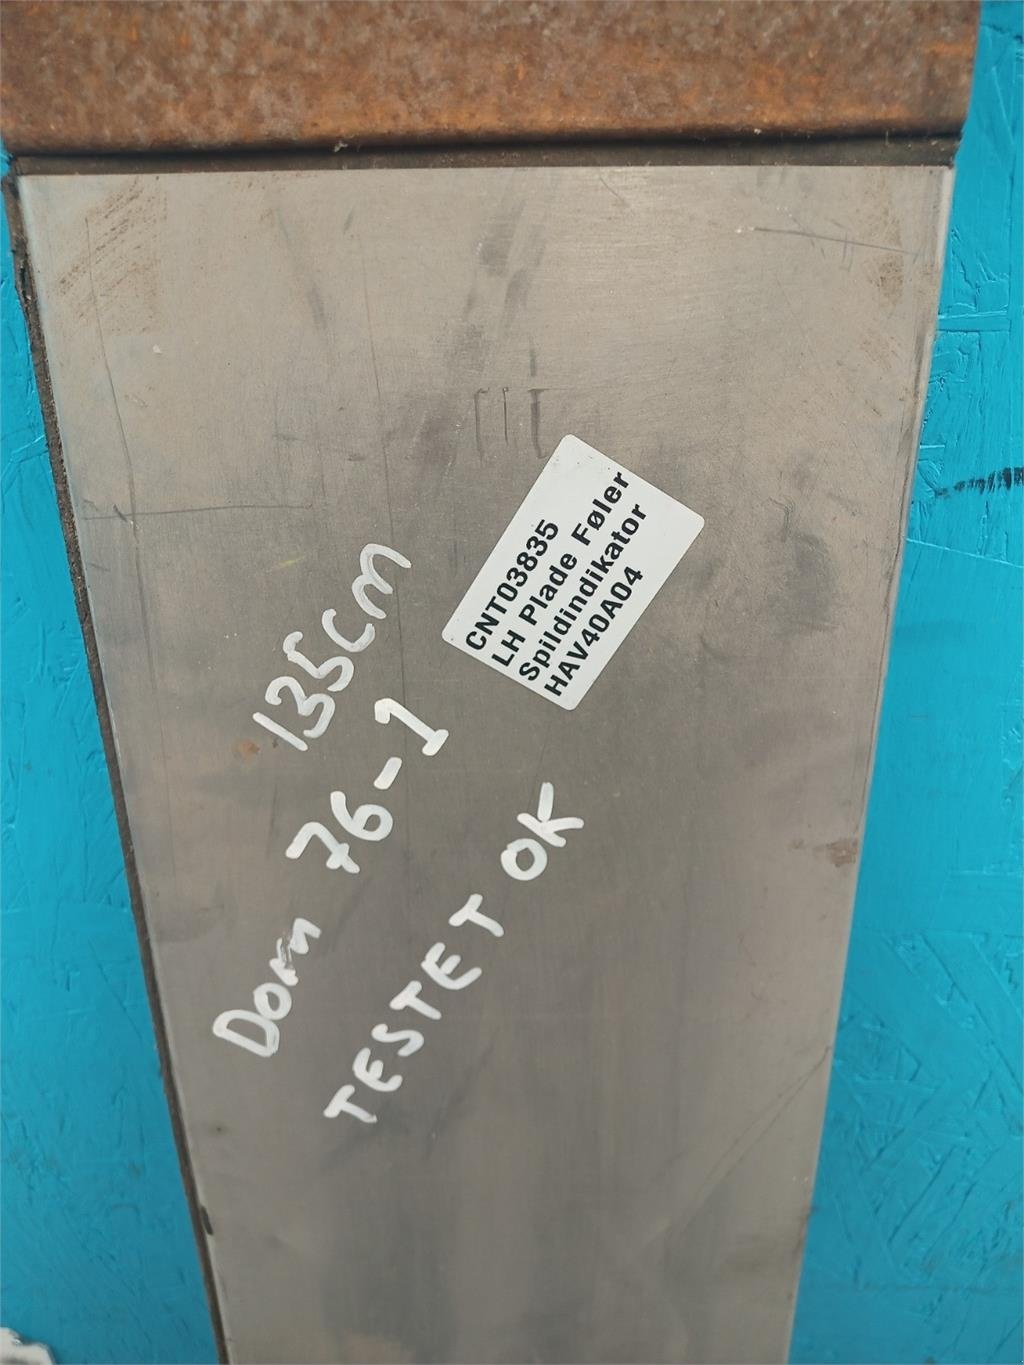 135cm
Dom 76-1
TESTET OK
CNT03835
LH Plade Føler
Spildindikator
HAV40A04